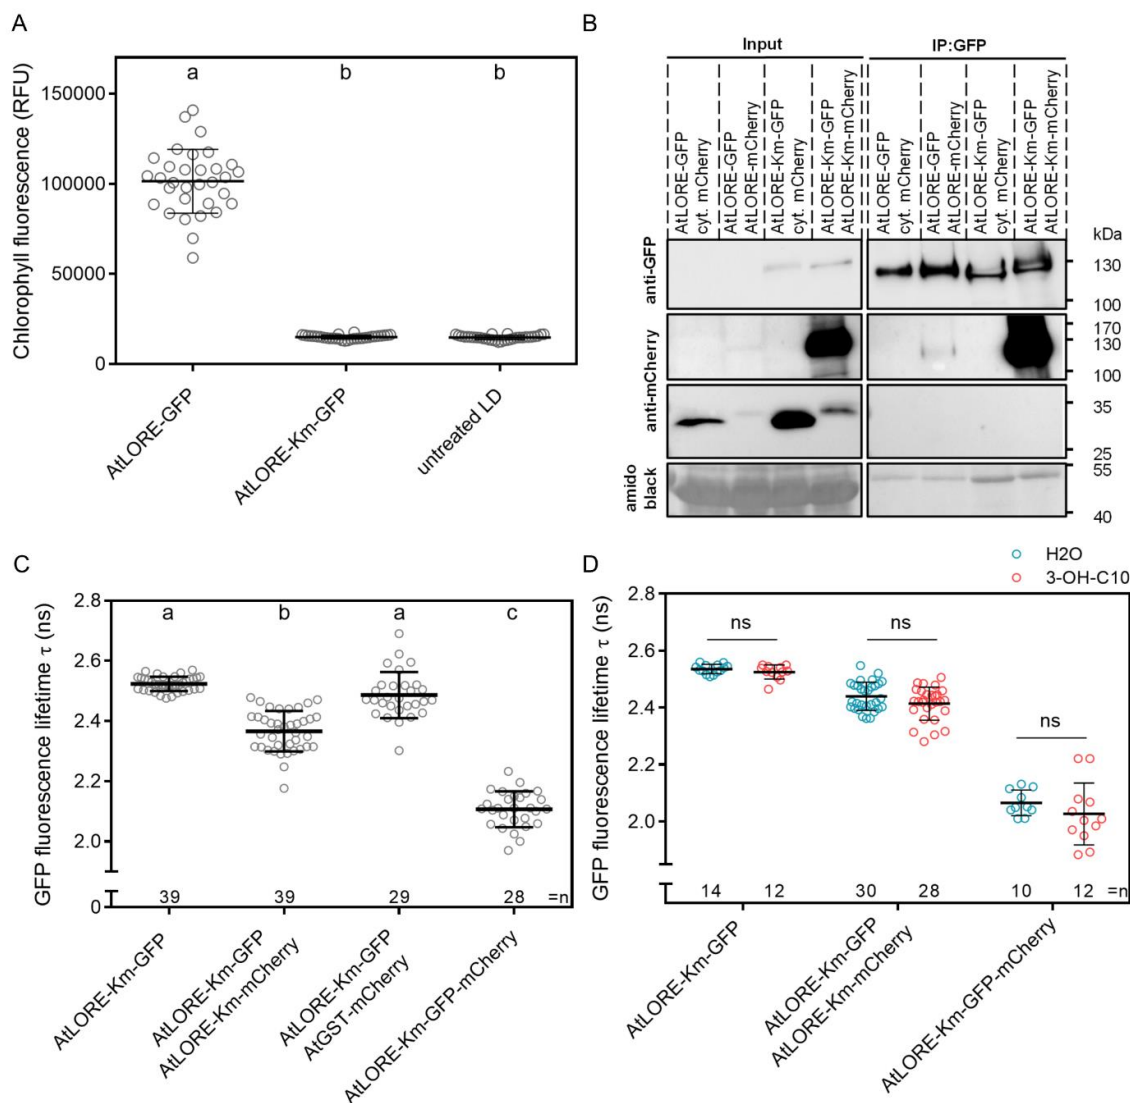 A
Chlorophyll fluorescence (RFU)
150000
100000
50000
0
a b b
AtLORE-GFP
AtLORE-Km-GFP
untreated LD
B
Input IP:GFP
AtLORE-GFP
cyt. mCherry
AtLORE-GFP
AtLORE-mCherry
AtLORE-Km-GFP
cyt. mCherry
AtLORE-Km-GFP
AtLORE-Km-mCherry
AtLORE-GFP
cyt. mCherry
AtLORE-GFP
AtLORE-mCherry
AtLORE-Km-GFP
cyt. mCherry
AtLORE-Km-GFP
AtLORE-Km-mCherry
kDa
anti-GFP
130
100
anti-mCherry
170
130
100
35
25
amido
black
55
40
C
GFP fluorescence lifetime τ (ns)
2.8
2.6
2.4
2.2
2.0
0
a b a c
39 39 29 28 =n
AtLORE-Km-GFP
AtLORE-Km-GFP
AtLORE-Km-mCherry
AtLORE-Km-GFP
AtGST-mCherry
AtLORE-Km-GFP-mCherry
D
H2O
3-OH-C10
GFP fluorescence lifetime τ (ns)
2.8
2.6
2.4
2.2
2.0
0
ns ns ns
14 12 30 28 10 12 =n
AtLORE-Km-GFP
AtLORE-Km-GFP
AtLORE-Km-mCherry
AtLORE-Km-GFP-mCherry